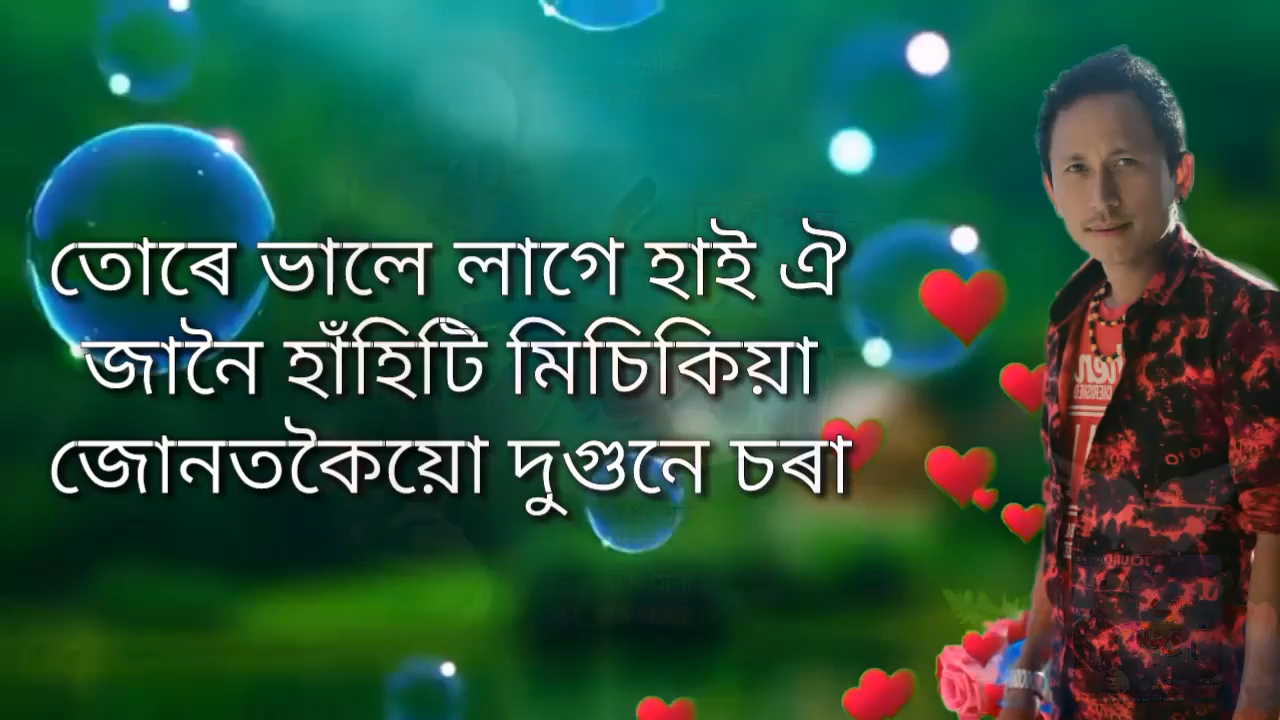 তোৰে ভালে লাগে হাই ঐ
জানৈ হাঁহিটি মিচিকিয়া
জোনতকৈয়ো দুগুনে চৰা